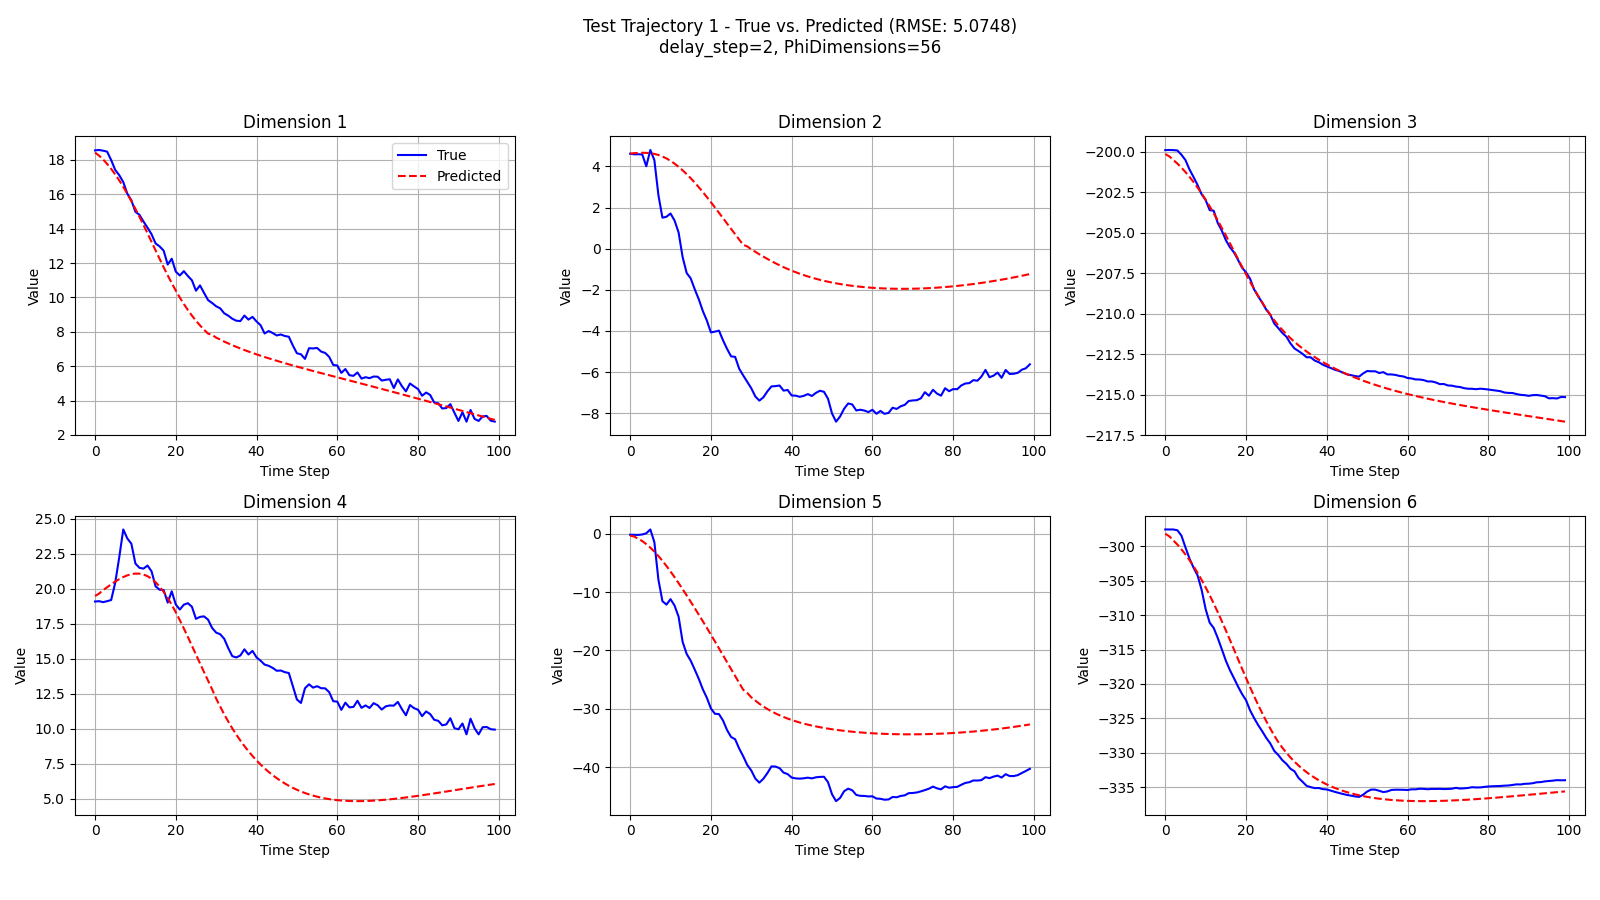 Test Trajectory 1 - True vs. Predicted (RMSE: 5.0748)
delay_step=2, PhiDimensions=56
Dimension 1
18
16
14
12
10
8
6
4
2
Value
0 20 40 60 80 100
Time Step
True
Predicted
Dimension 2
4
2
0
−2
−4
−6
−8
Value
0 20 40 60 80 100
Time Step
Dimension 3
−200.0
−202.5
−205.0
−207.5
−210.0
−212.5
−215.0
−217.5
Value
0 20 40 60 80 100
Time Step
Dimension 4
25.0
22.5
20.0
17.5
15.0
12.5
10.0
7.5
5.0
Value
0 20 40 60 80 100
Time Step
Dimension 5
0
−10
−20
−30
−40
Value
0 20 40 60 80 100
Time Step
Dimension 6
−300
−305
−310
−315
−320
−325
−330
−335
Value
0 20 40 60 80 100
Time Step